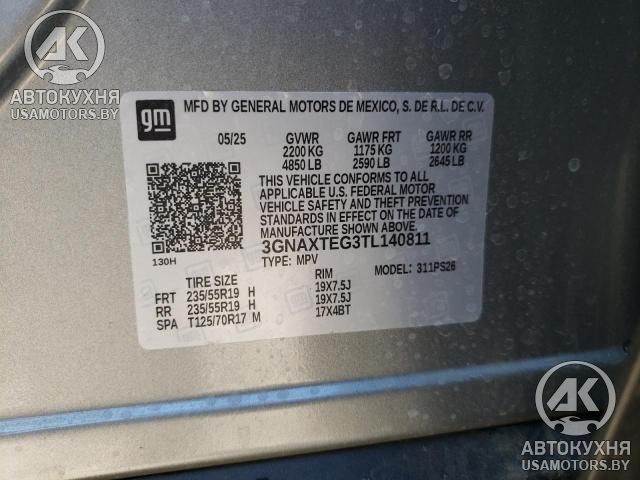 AK
АВТОКУХНЯ
USAMOTORS.BY
gm
MFD BY GENERAL MOTORS DE MEXICO, S. DE R.L. DE C.V.
05/25 GVWR GAWR FRT GAWR RR
2200 KG 1175 KG 1200 KG
4850 LB 2590 LB 2645 LB
THIS VEHICLE CONFORMS TO ALL
APPLICABLE U.S. FEDERAL MOTOR
VEHICLE SAFETY AND THEFT PREVENTION
STANDARDS IN EFFECT ON THE DATE OF
MANUFACTURE SHOWN ABOVE.
3GNAXTEG3TL140811
130H
TYPE: MPV MODEL: 311PS26
TIRE SIZE RIM
FRT 235/55R19 H 19X7.5J
RR 235/55R19 H 19X7.5J
SPA T125/70R17 M 17X4BT
AK
АВТОКУХНЯ
USAMOTORS.BY